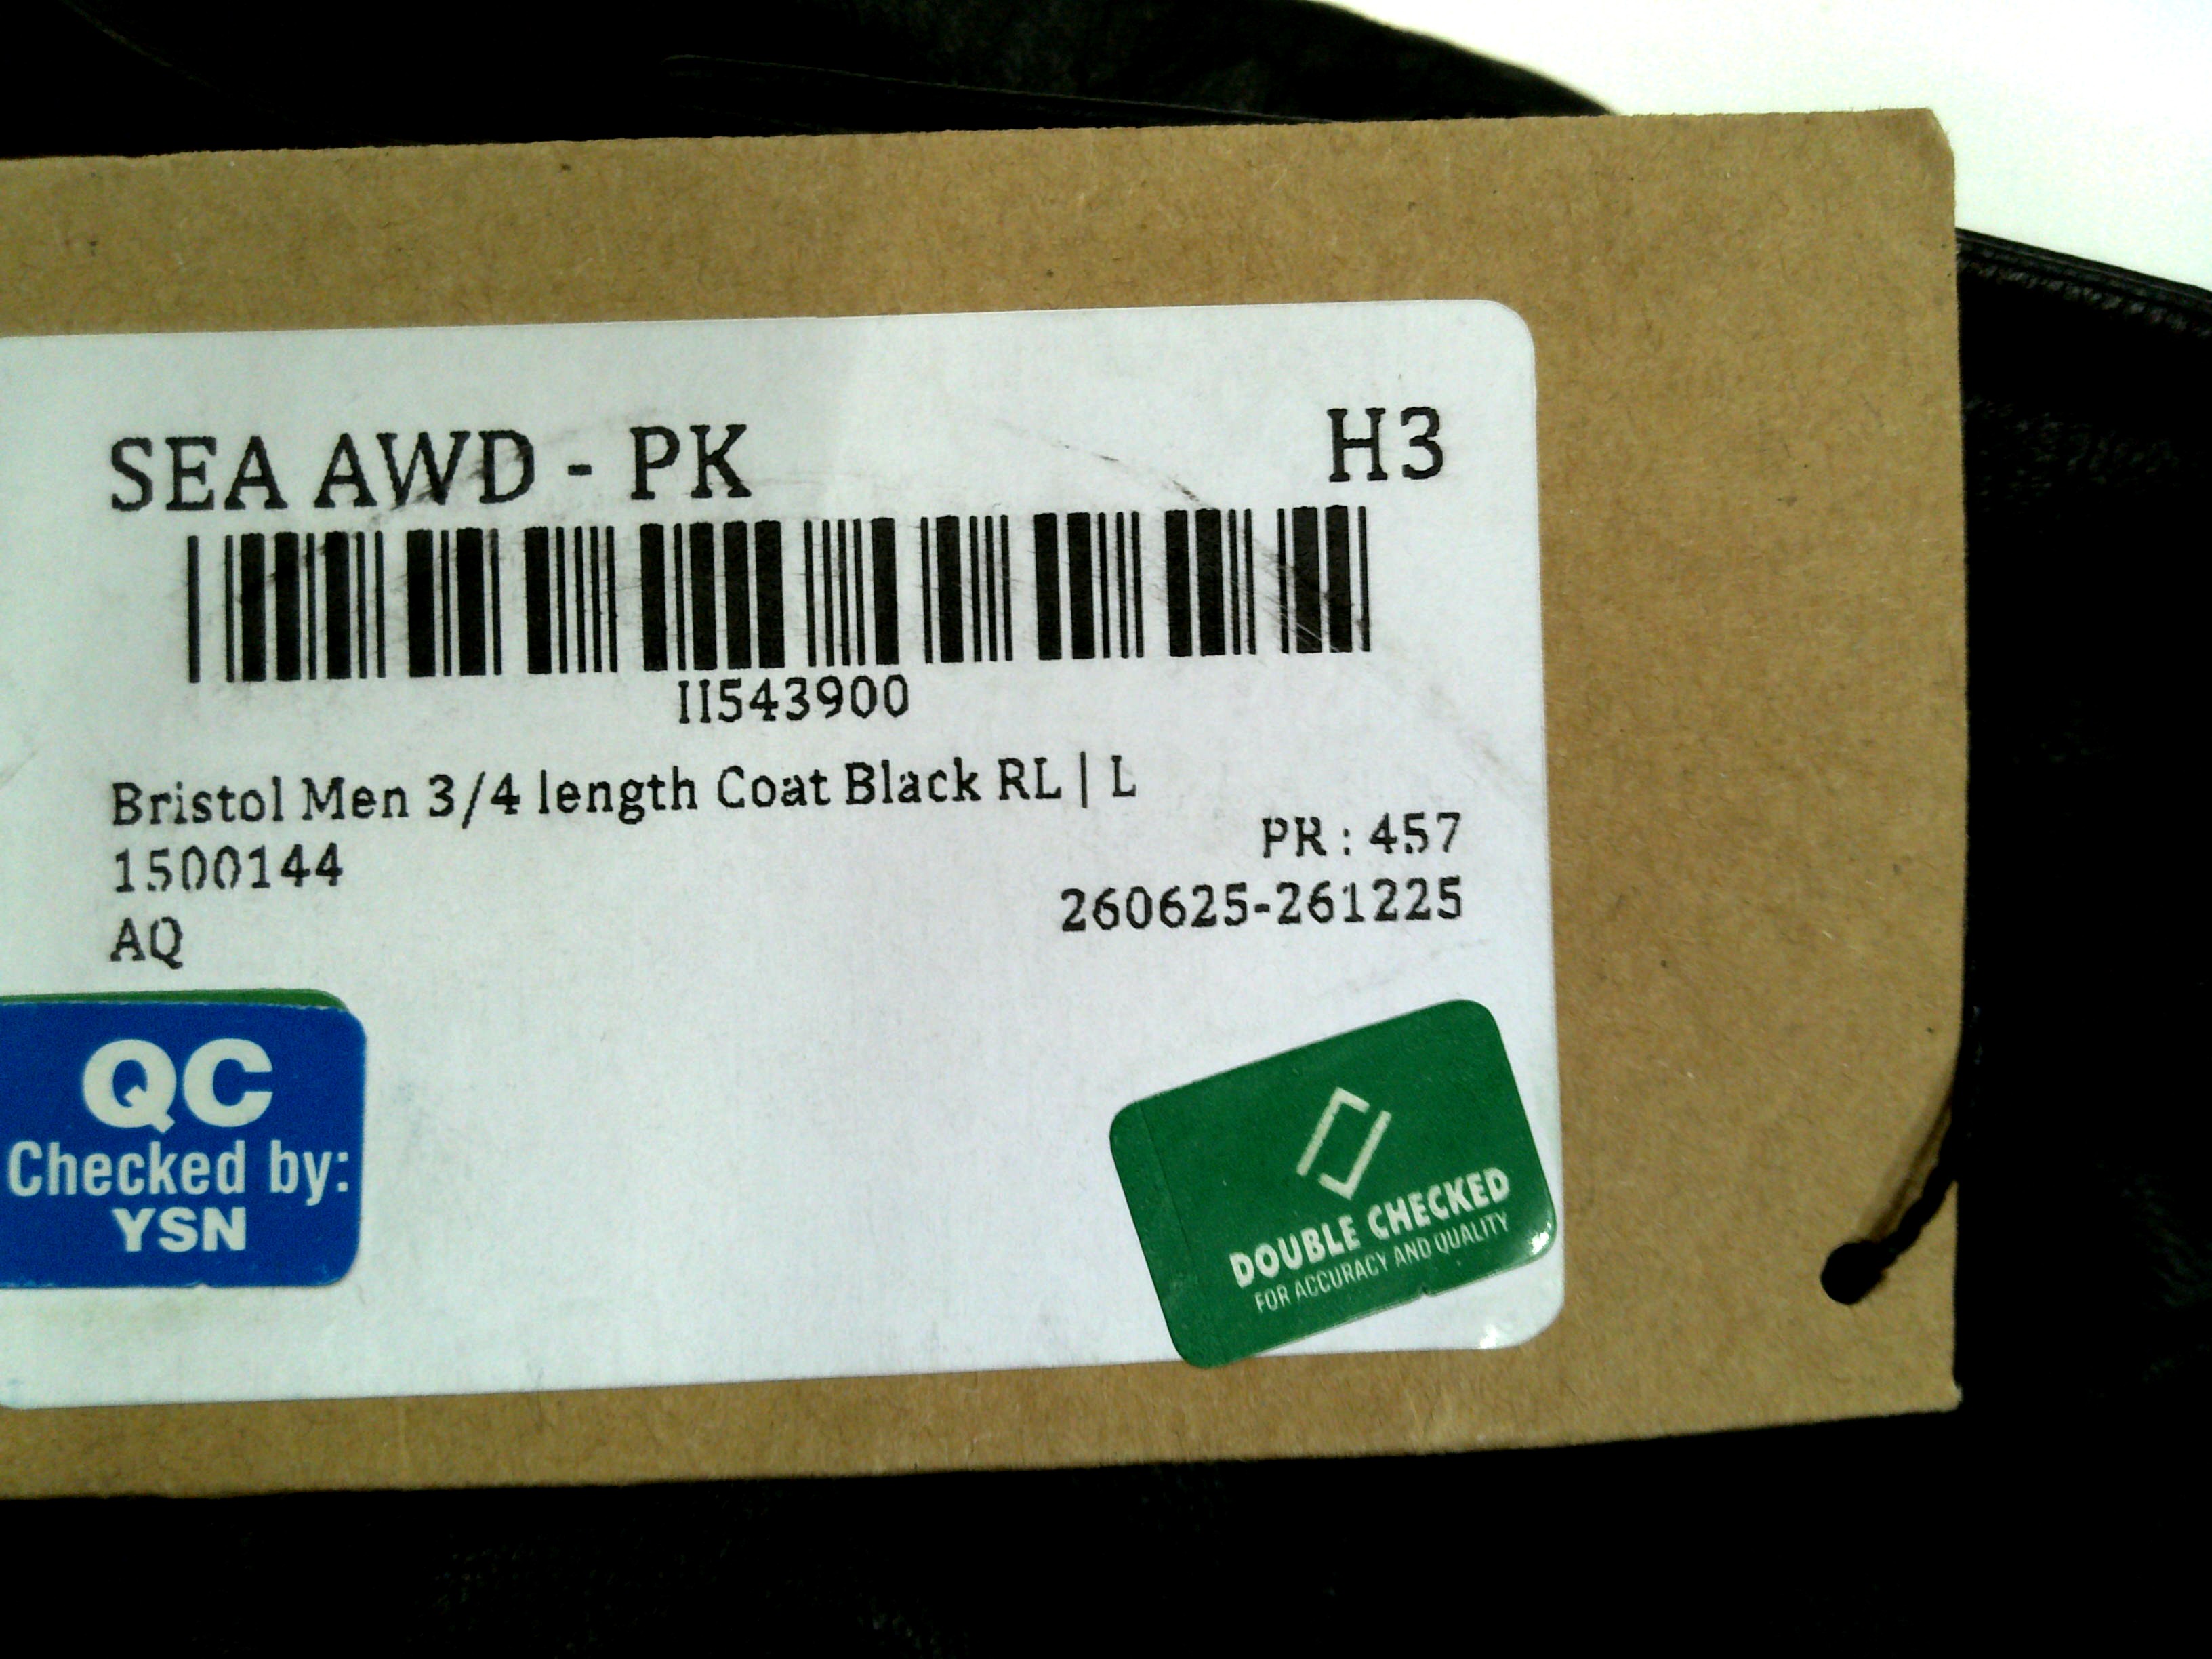 SEA AWD - PK H3
II543900
Bristol Men 3/4 length Coat Black RL | L
PR : 457
1500144
260625-261225
AQ
QC
Checked by:
YSN
DOUBLE CHECKED
FOR ACCURACY AND QUALITY